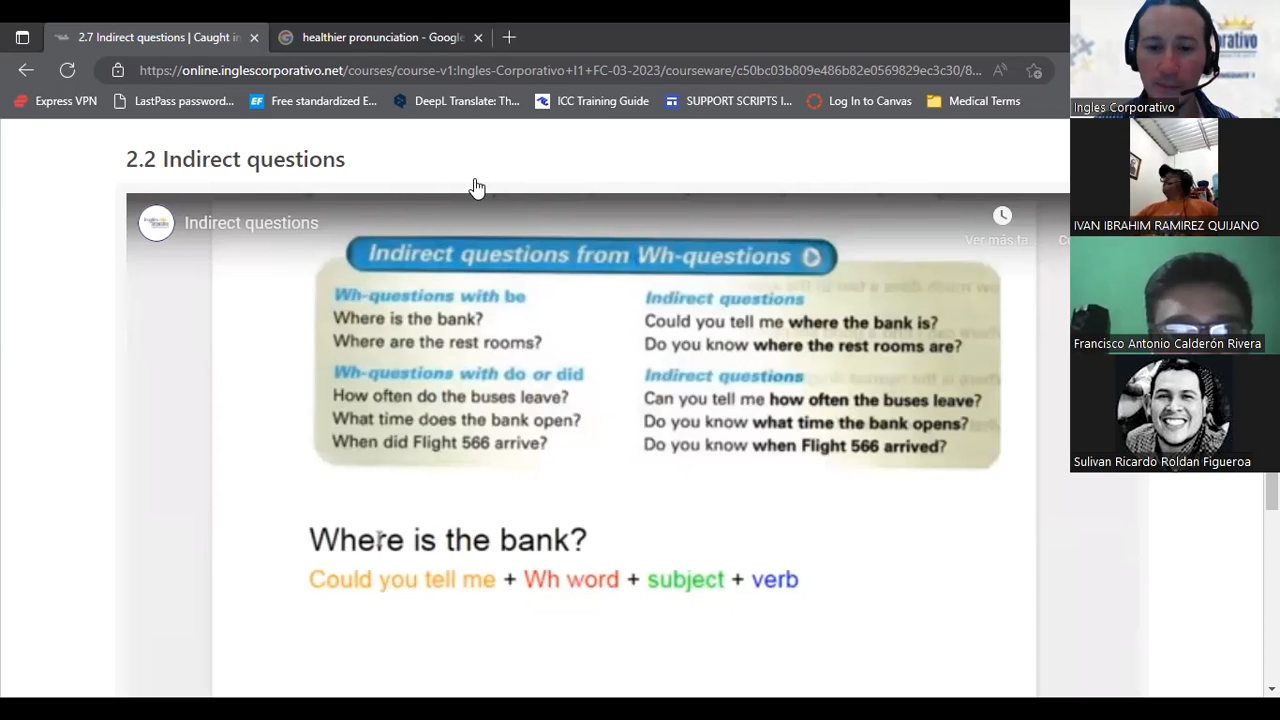 2.7 Indirect questions | Caught in
healthier pronunciation - Google
https://online.inglescorporativo.net/courses/course-v1:Ingles-Corporativo+I1+FC-03-2023/courseware/c50bc03b809e486b82e0569829ec3c30/8...
Express VPN
LastPass password...
Free standardized E...
DeepL Translate: Th...
ICC Training Guide
SUPPORT SCRIPTS I...
Log In to Canvas
Medical Terms
2.2 Indirect questions
Indirect questions
Ver más ta
Indirect questions from Wh-questions
Wh-questions with be
Where is the bank?
Where are the rest rooms?
Wh-questions with do or did
How often do the buses leave?
What time does the bank open?
When did Flight 566 arrive?
Indirect questions
Could you tell me where the bank is?
Do you know where the rest rooms are?
Indirect questions
Can you tell me how often the buses leave?
Do you know what time the bank opens?
Do you know when Flight 566 arrived?
Where is the bank?
Could you tell me + Wh word + subject + verb
Ingles Corporativo
IVAN IBRAHIM RAMIREZ QUIJANO
Francisco Antonio Calderón Rivera
Sulivan Ricardo Roldan Figueroa